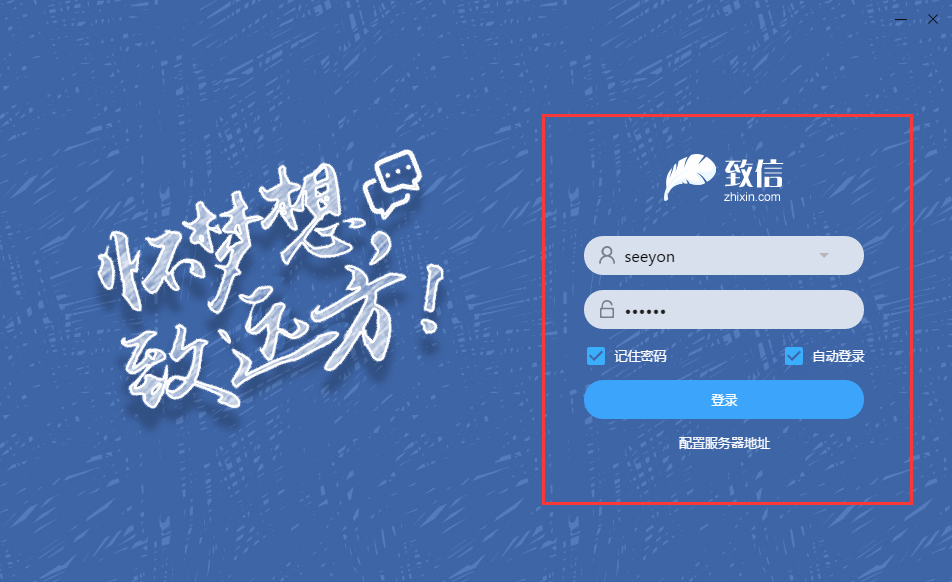 怀梦想，
致远方！
致信
zhixin.com
seeyon
••••••
记住密码
自动登录
登录
配置服务器地址